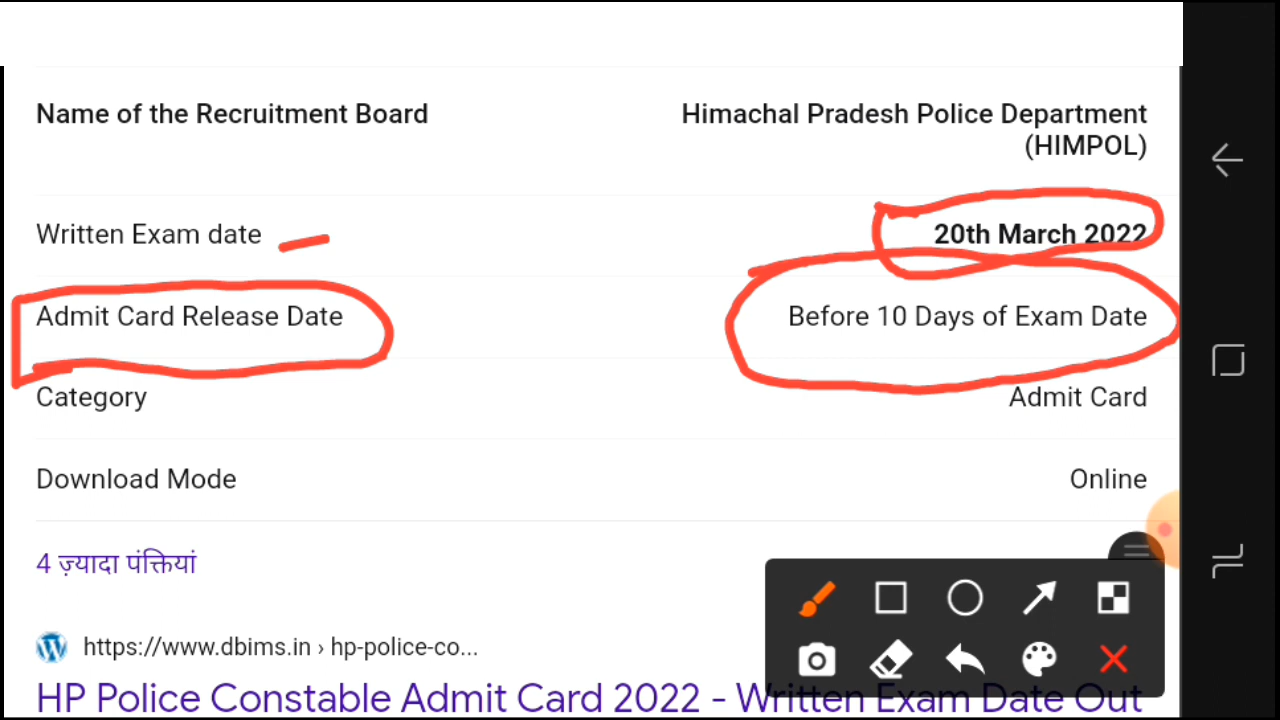 Name of the Recruitment Board
Himachal Pradesh Police Department
(HIMPOL)
Written Exam date
20th March 2022
Admit Card Release Date
Before 10 Days of Exam Date
Category
Admit Card
Download Mode
Online
4 ज़्यादा पंक्तियां
https://www.dbims.in › hp-police-co...
HP Police Constable Admit Card 2022 - Written Exam Date Out